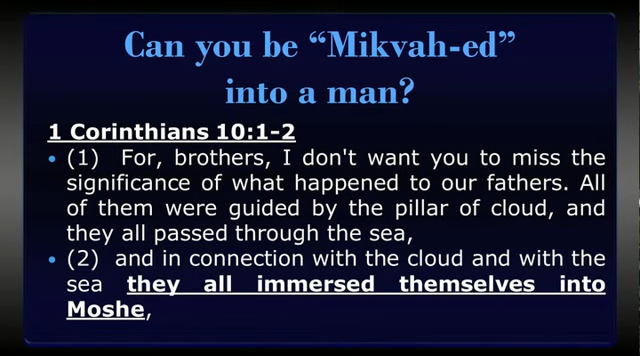 Can you be “Mikvah-ed”
into a man?
1 Corinthians 10:1-2
• (1) For, brothers, I don't want you to miss the
significance of what happened to our fathers. All
of them were guided by the pillar of cloud, and
they all passed through the sea,
• (2) and in connection with the cloud and with the
sea they all immersed themselves into
Moshe,